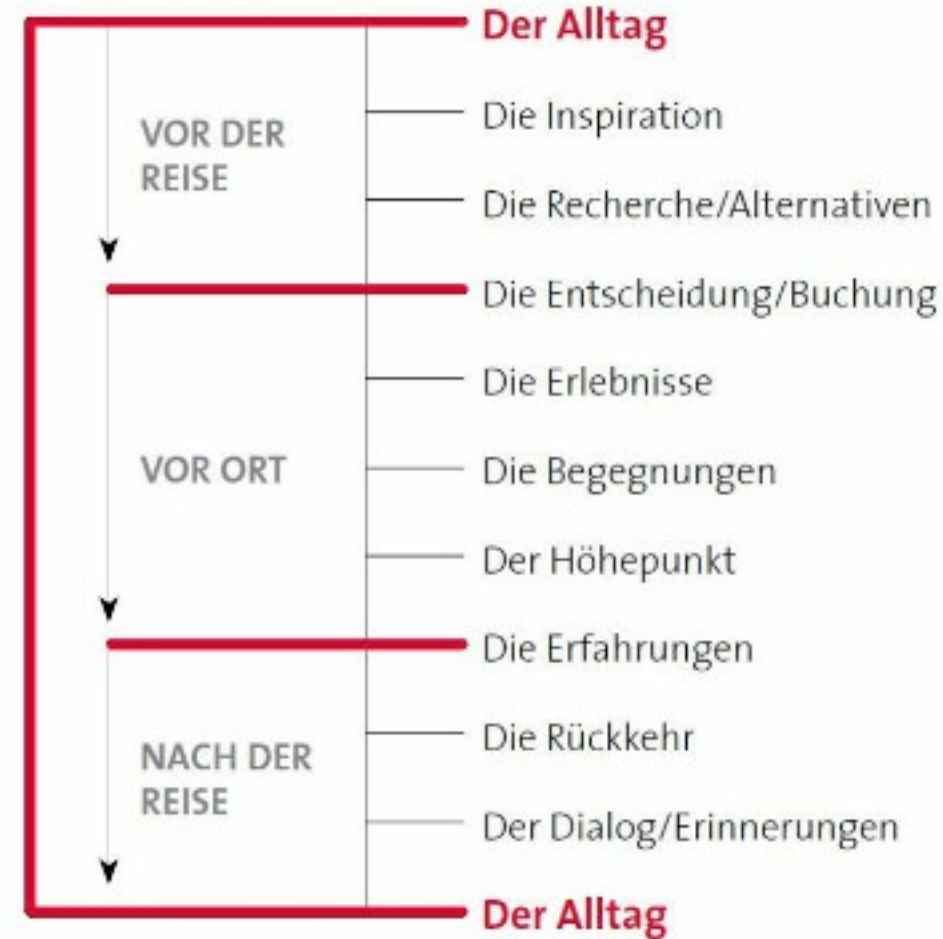 Der Alltag
VOR DER
REISE
Die Inspiration
Die Recherche/Alternativen
Die Entscheidung/Buchung
VOR ORT
Die Erlebnisse
Die Begegnungen
Der Höhepunkt
Die Erfahrungen
NACH DER
REISE
Die Rückkehr
Der Dialog/Erinnerungen
Der Alltag